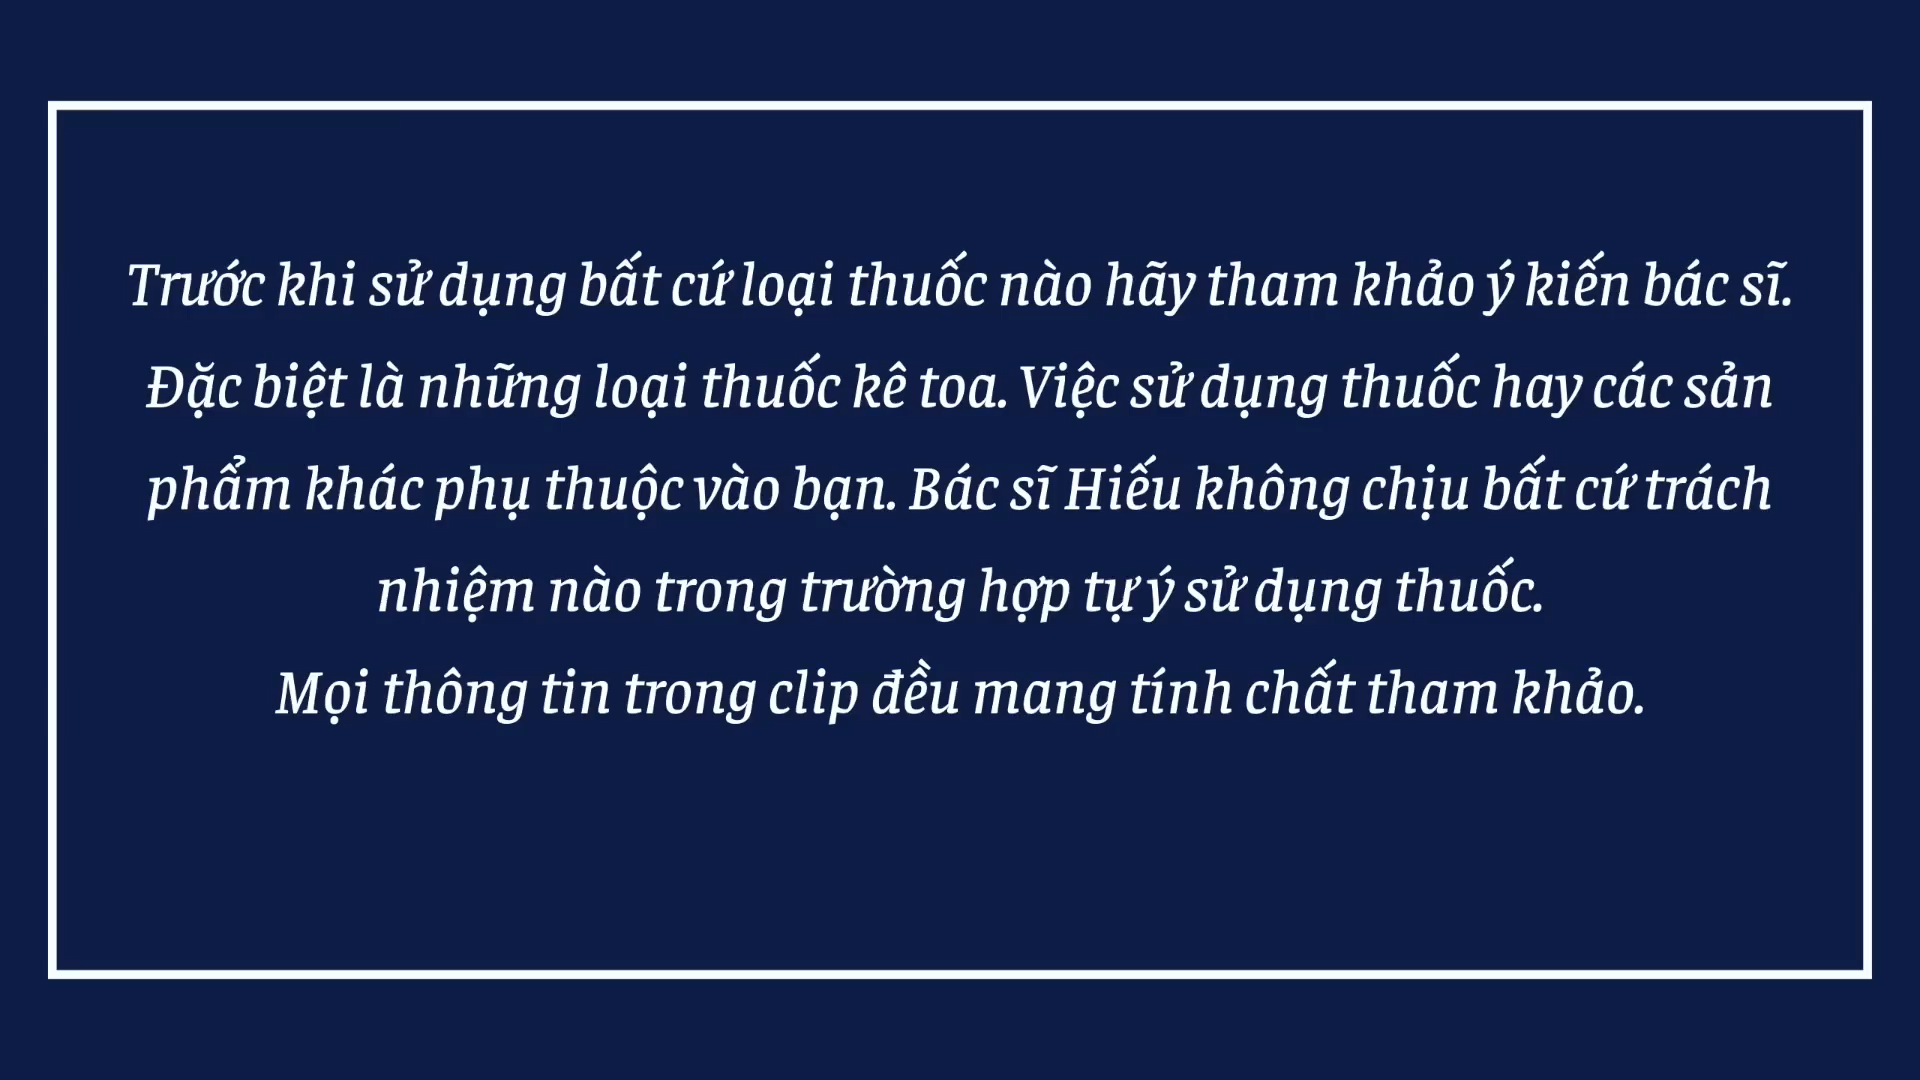 Trước khi sử dụng bất cứ loại thuốc nào hãy tham khảo ý kiến bác sĩ.
Đặc biệt là những loại thuốc kê toa. Việc sử dụng thuốc hay các sản
phẩm khác phụ thuộc vào bạn. Bác sĩ Hiếu không chịu bất cứ trách
nhiệm nào trong trường hợp tự ý sử dụng thuốc.
Mọi thông tin trong clip đều mang tính chất tham khảo.